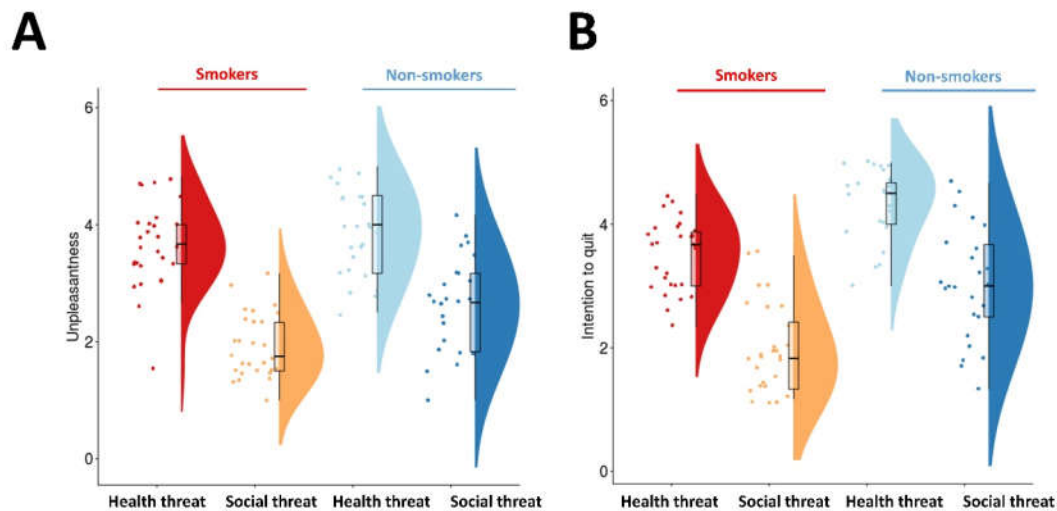 A
B
Smokers
Non-smokers
Smokers
Non-smokers
6
4
2
0
Unpleasantness
Health threat
Social threat
Health threat
Social threat
6
4
2
0
Intention to quit
Health threat
Social threat
Health threat
Social threat